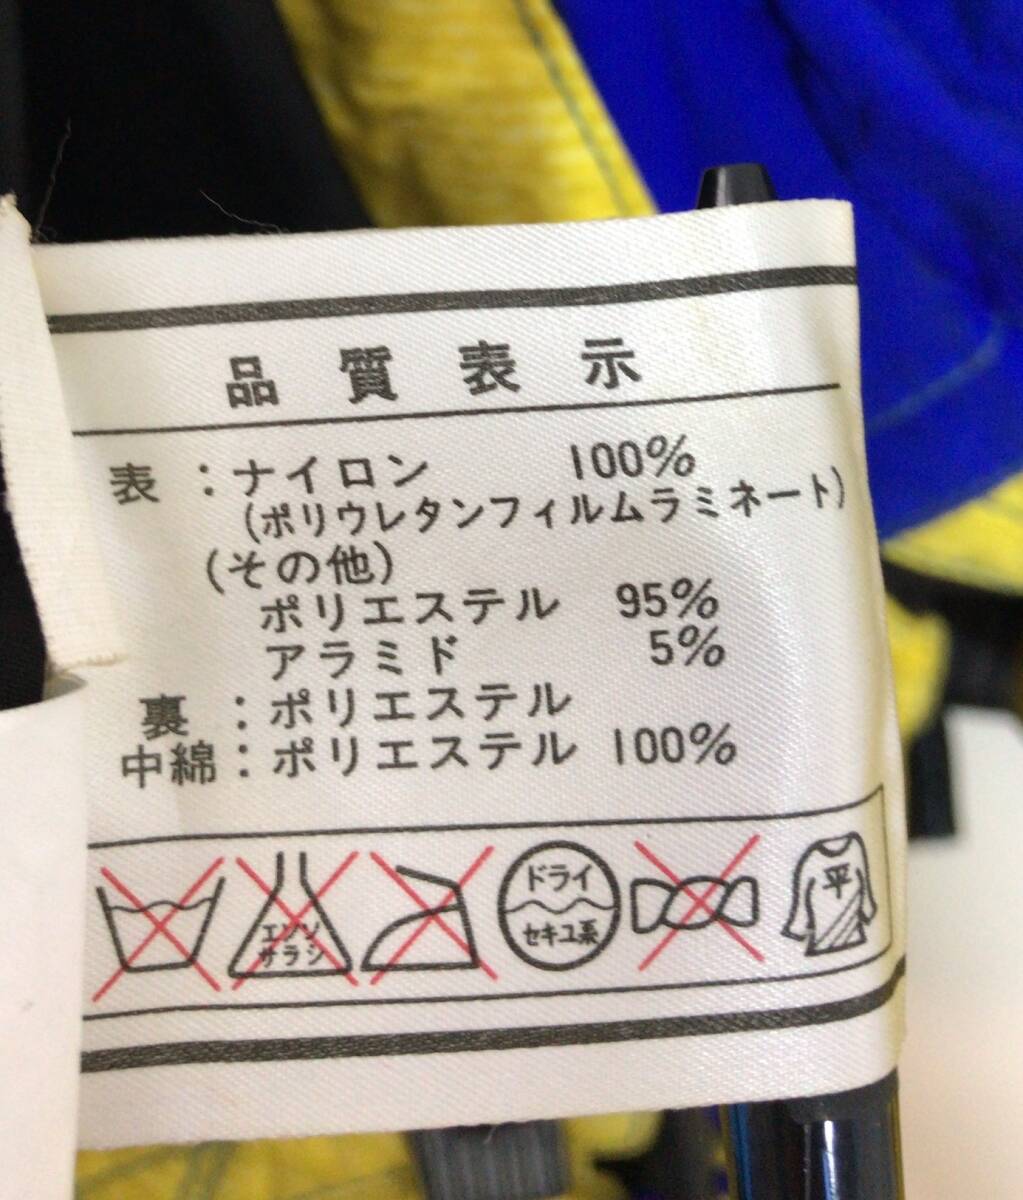 品質表示
表：ナイロン 100%
(ポリウレタンフィルムラミネート)
(その他)
ポリエステル 95%
アラミド 5%
裏：ポリエステル
中綿：ポリエステル 100%
エンソ
サラシ
ドライ
セキユ系
平